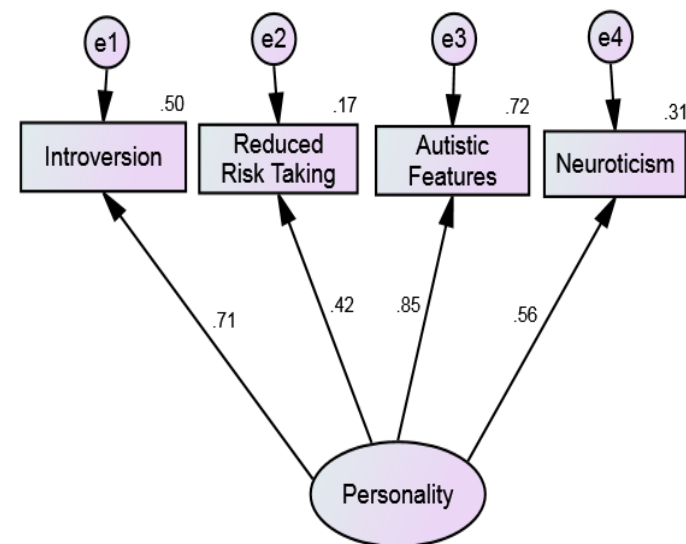 e1
e2
e3
e4
.50
.17
.72
.31
Introversion
Reduced
Risk Taking
Autistic
Features
Neuroticism
.71
.42
.85
.56
Personality